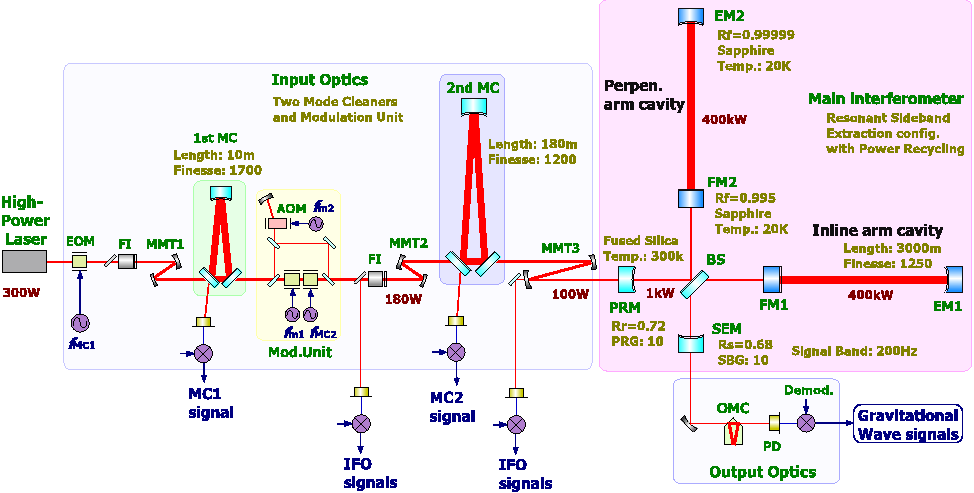 EM2
Rf=0.99999
Sapphire
Temp.: 20K
Perpen.
arm cavity
400kW
Main interferometer
Resonant Sideband
Extraction config.
with Power Recycling
Input Optics
Two Mode Cleaners
and Modulation Unit
2nd MC
Length: 180m
Finesse: 1200
1st MC
Length: 10m
Finesse: 1700
FM2
Rf=0.995
Sapphire
Temp.: 20K
High-
Power
Laser
300W
EOM
FI
MMT1
fMC1
AOM
fm2
fm1
fMC2
Mod.Unit
FI
MMT2
180W
MMT3
100W
Fused Silica
Temp.: 300k
PRM
1kW
Rr=0.72
PRG: 10
BS
Inline arm cavity
Length: 3000m
Finesse: 1250
FM1
400kW
EM1
SEM
Rs=0.68
SBG: 10
Signal Band: 200Hz
MC1
signal
IFO
signals
MC2
signal
IFO
signals
OMC
PD
Demod.
Gravitational
Wave signals
Output Optics